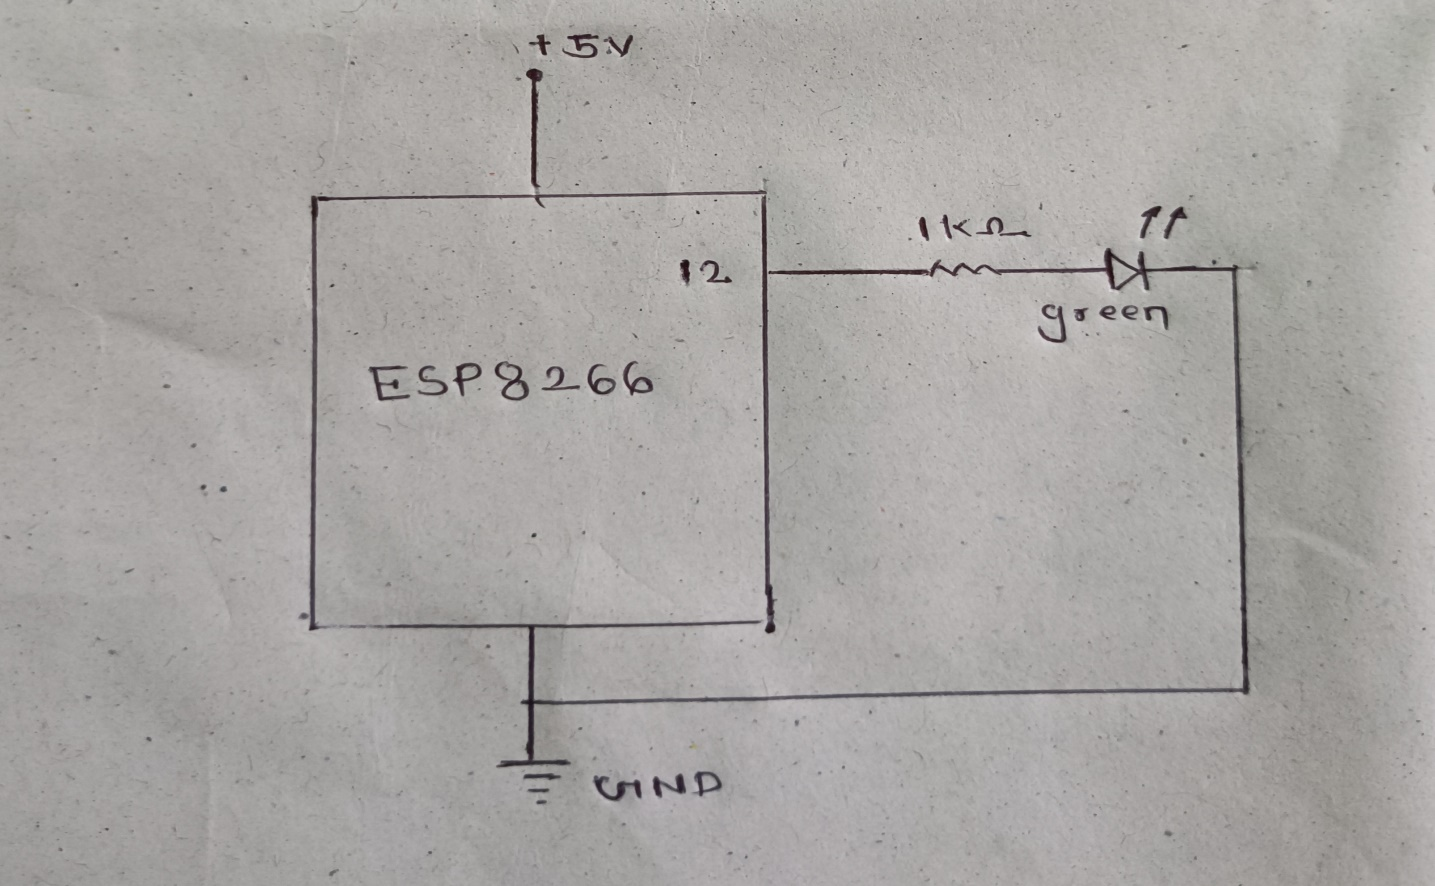 +5V
1KΩ
12
green
ESP8266
GND